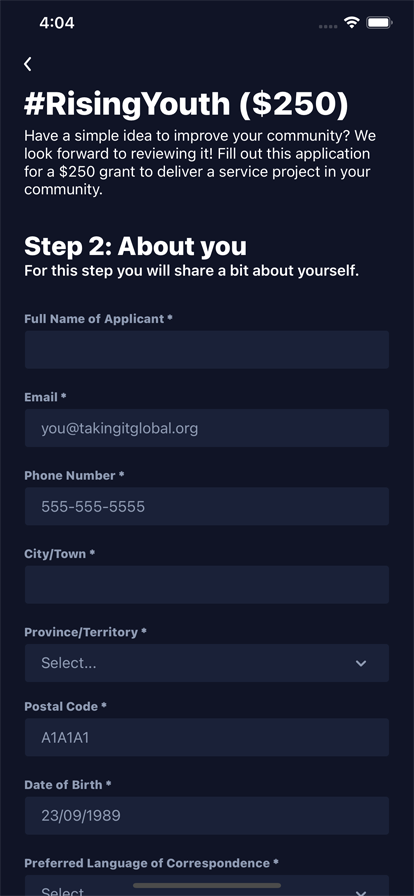 4:04
#RisingYouth ($250)
Have a simple idea to improve your community? We
look forward to reviewing it! Fill out this application
for a $250 grant to deliver a service project in your
community.
Step 2: About you
For this step you will share a bit about yourself.
Full Name of Applicant *
Email *
you@takingitglobal.org
Phone Number *
555-555-5555
City/Town *
Province/Territory *
Select...
Postal Code *
A1A1A1
Date of Birth *
23/09/1989
Preferred Language of Correspondence *
Select...